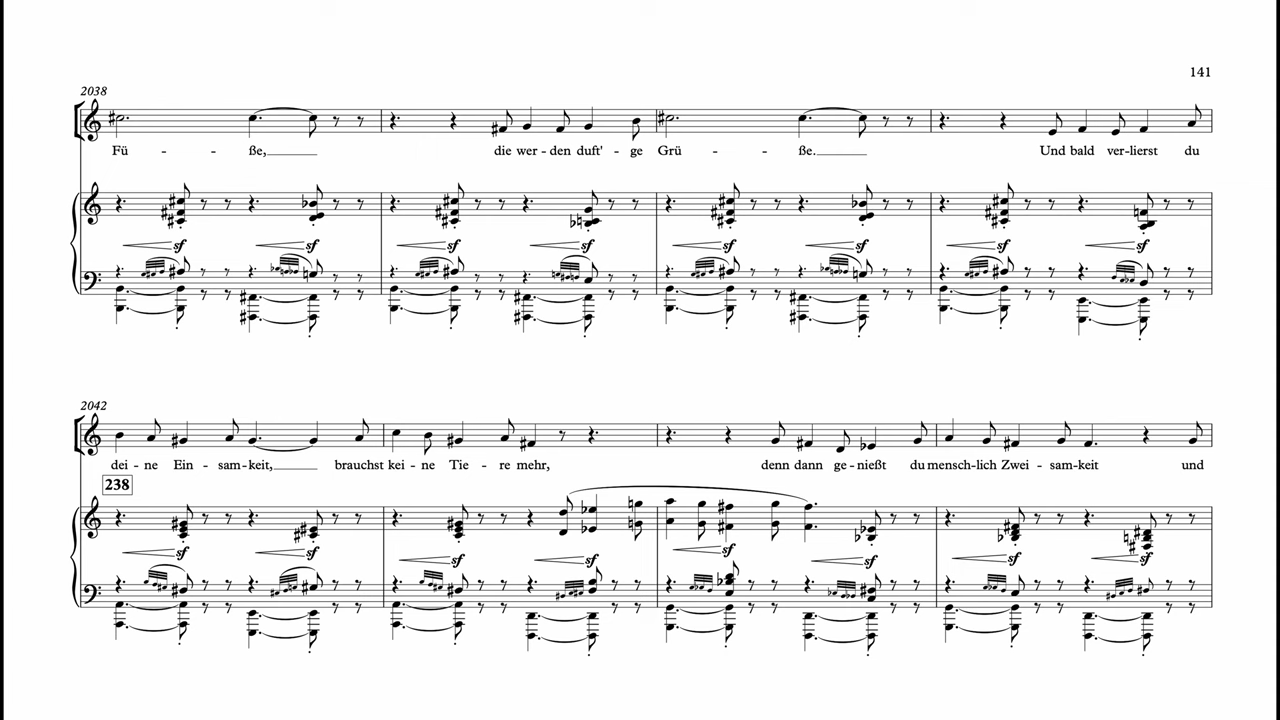 141
2038
Fü - - ße, die wer - den duft' - ge Grü - - ße. Und bald ver - lierst du
sf sf sf sf sf sf sf sf
2042
dei - ne Ein - sam - keit, brauchst kei - ne Tie - re mehr, denn dann ge - nießt du mensch - lich Zwei - sam - keit und
238
sf sf sf sf sf sf sf sf